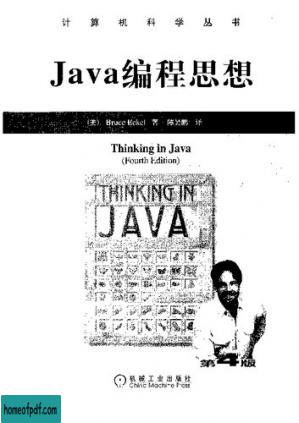 计算机科学丛书
Java编程思想
(美) Bruce Eckel 著 陈昊鹏 译
Thinking in Java
(Fourth Edition)
THINKING IN
JAVA
第4版
机械工业出版社
China Machine Press
homeofpdf.com